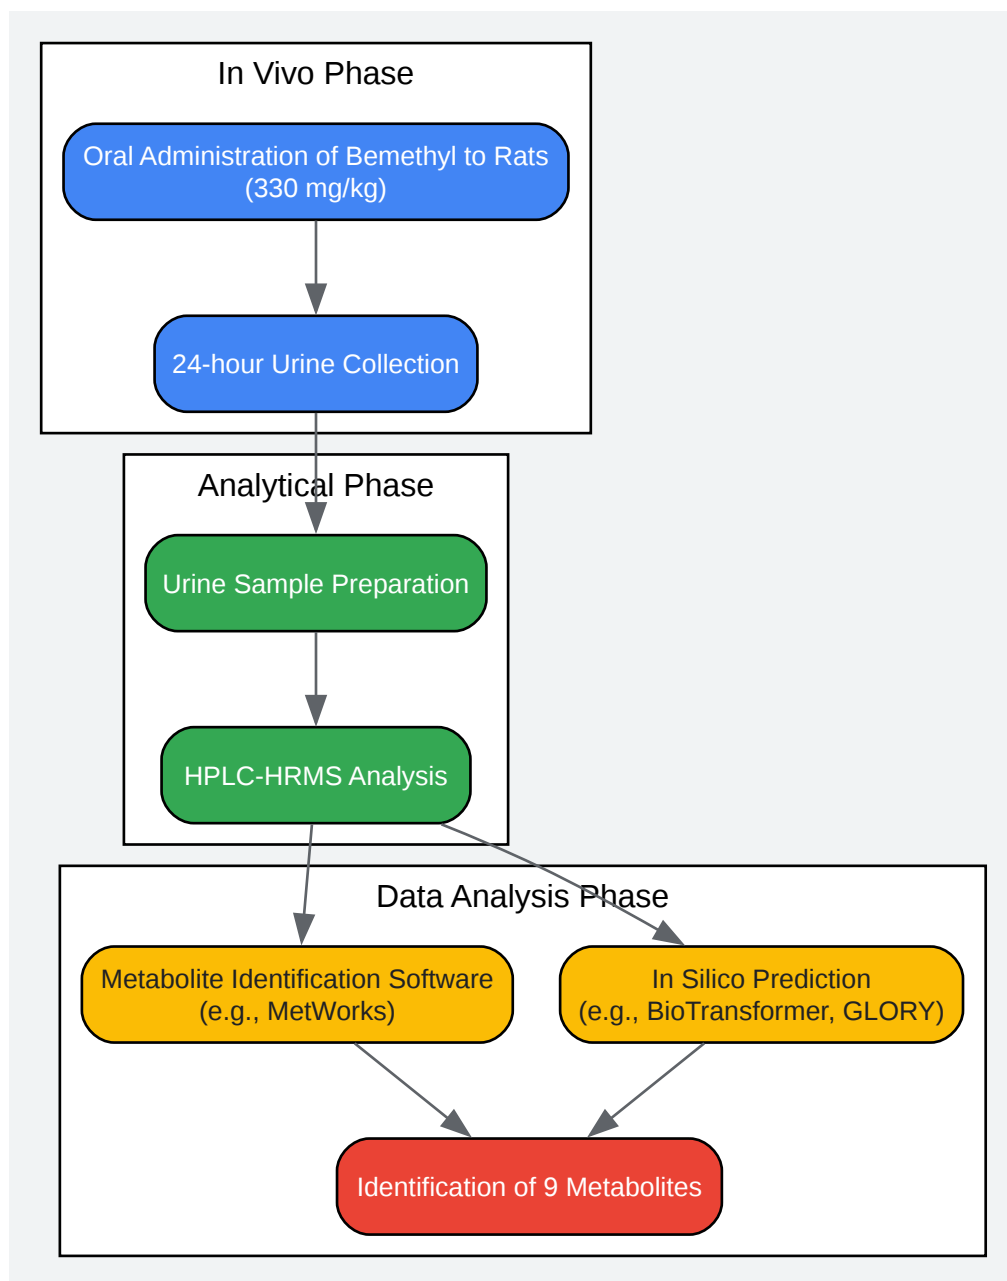 In Vivo Phase
Oral Administration of Bemethyl to Rats
(330 mg/kg)
24-hour Urine Collection
Analytical Phase
Urine Sample Preparation
HPLC-HRMS Analysis
Data Analysis Phase
Metabolite Identification Software
(e.g., MetWorks)
In Silico Prediction
(e.g., BioTransformer, GLORY)
Identification of 9 Metabolites